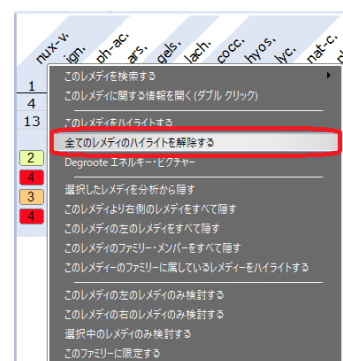 nux-v. ign. ph-ac. ars. gels. lach. cocc. hyos. lyc. nat-c.
1
4
13
2
4
3
4
このレメディを検索する
このレメディに関する情報を開く(ダブル クリック)
このレメディをハイライトする
全てのレメディのハイライトを解除する
Degroote エネルギー・ピクチャー
選択したレメディを分析から隠す
このレメディより右側のレメディをすべて隠す
このレメディの左のレメディをすべて隠す
このレメディのファミリー・メンバーをすべて隠す
このレメディーのファミリーに属しているレメディーをハイライトする
このレメディの左のレメディのみ検討する
このレメディの右のレメディのみ検討する
選択中のレメディのみ検討する
このファミリーに限定する